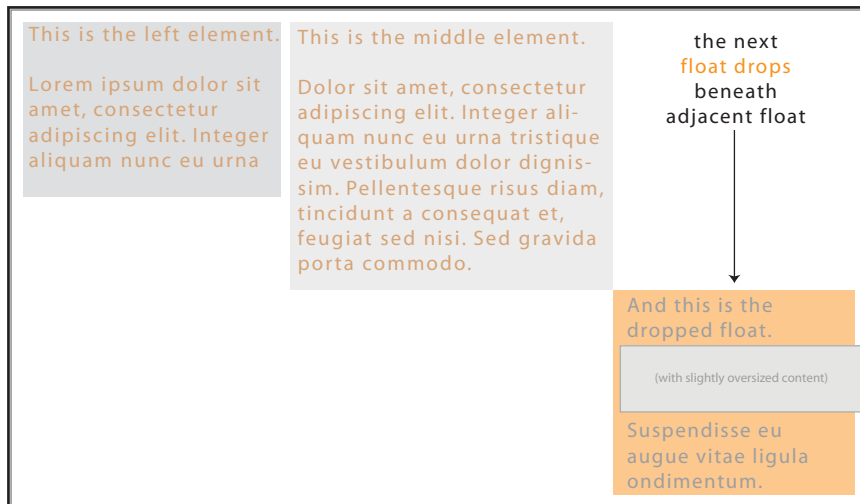 This is the left element.
Lorem ipsum dolor sit
amet, consectetur
adipiscing elit. Integer
aliquam nunc eu urna
This is the middle element.
Dolor sit amet, consectetur
adipiscing elit. Integer ali-
quam nunc eu urna tristique
eu vestibulum dolor dignis-
sim. Pellentesque risus diam,
tincidunt a consequat et,
feugiat sed nisi. Sed gravida
porta commodo.
the next
float drops
beneath
adjacent float
And this is the
dropped float.
(with slightly oversized content)
Suspendisse eu
augue vitae ligula
ondimentum.